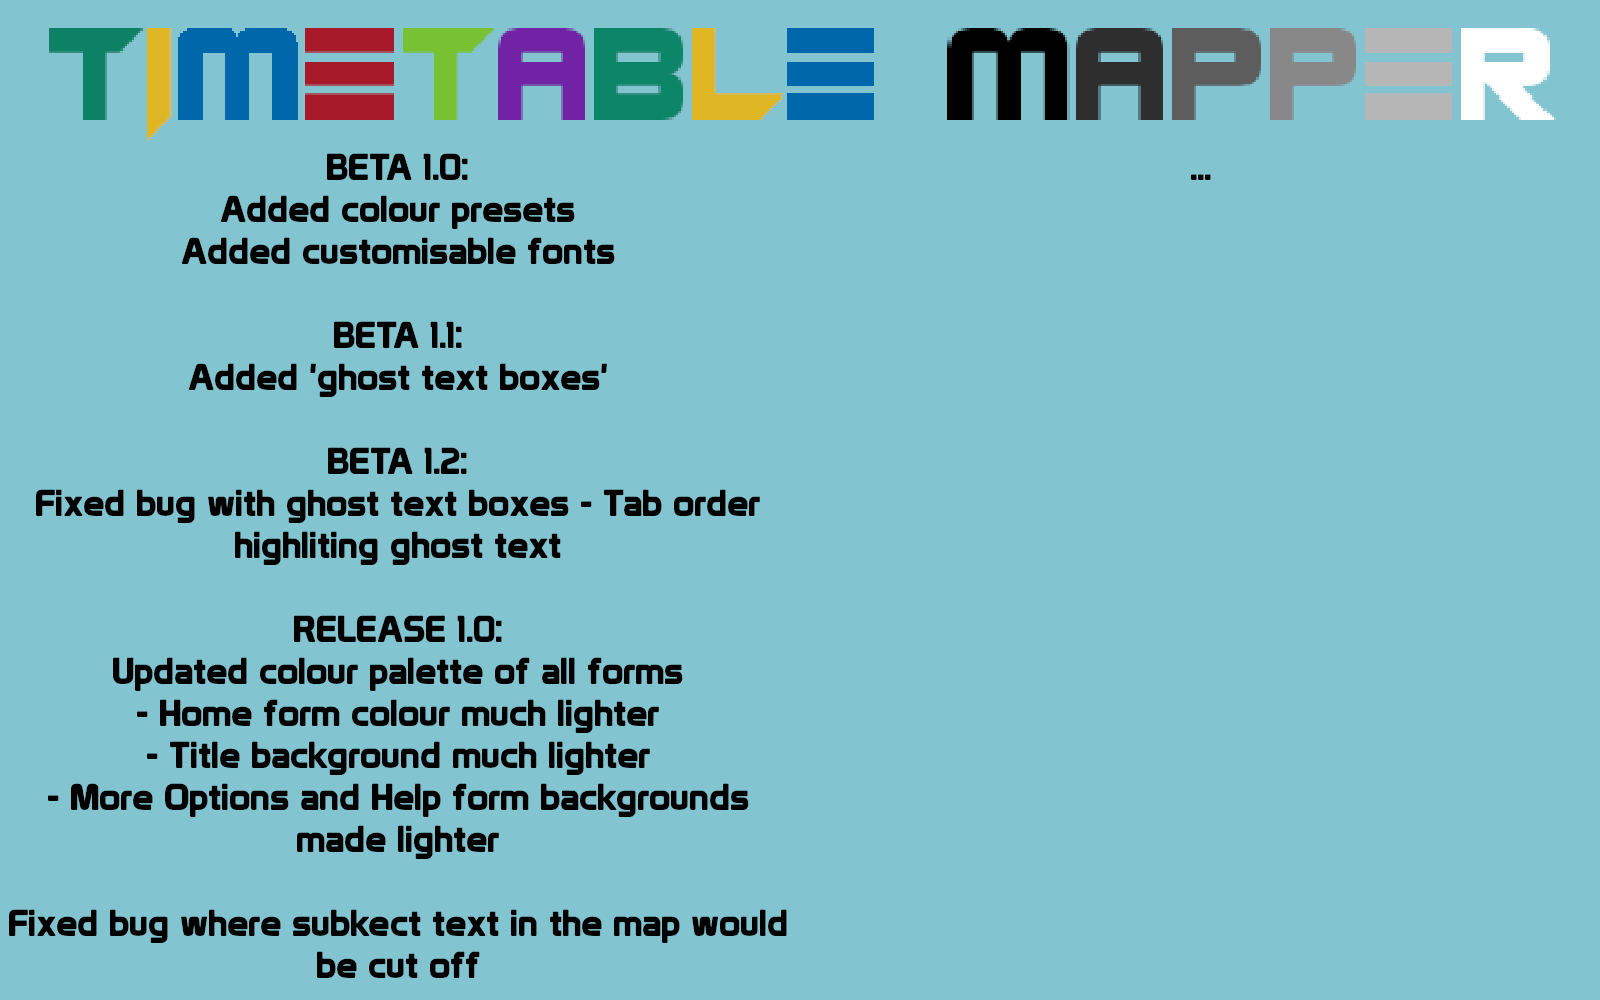 TIMETABLE MAPPER
BETA 1.0:
Added colour presets
Added customisable fonts
BETA 1.1:
Added 'ghost text boxes'
BETA 1.2:
Fixed bug with ghost text boxes - Tab order
highliting ghost text
RELEASE 1.0:
Updated colour palette of all forms
- Home form colour much lighter
- Title background much lighter
- More Options and Help form backgrounds
made lighter
Fixed bug where subkect text in the map would
be cut off
...